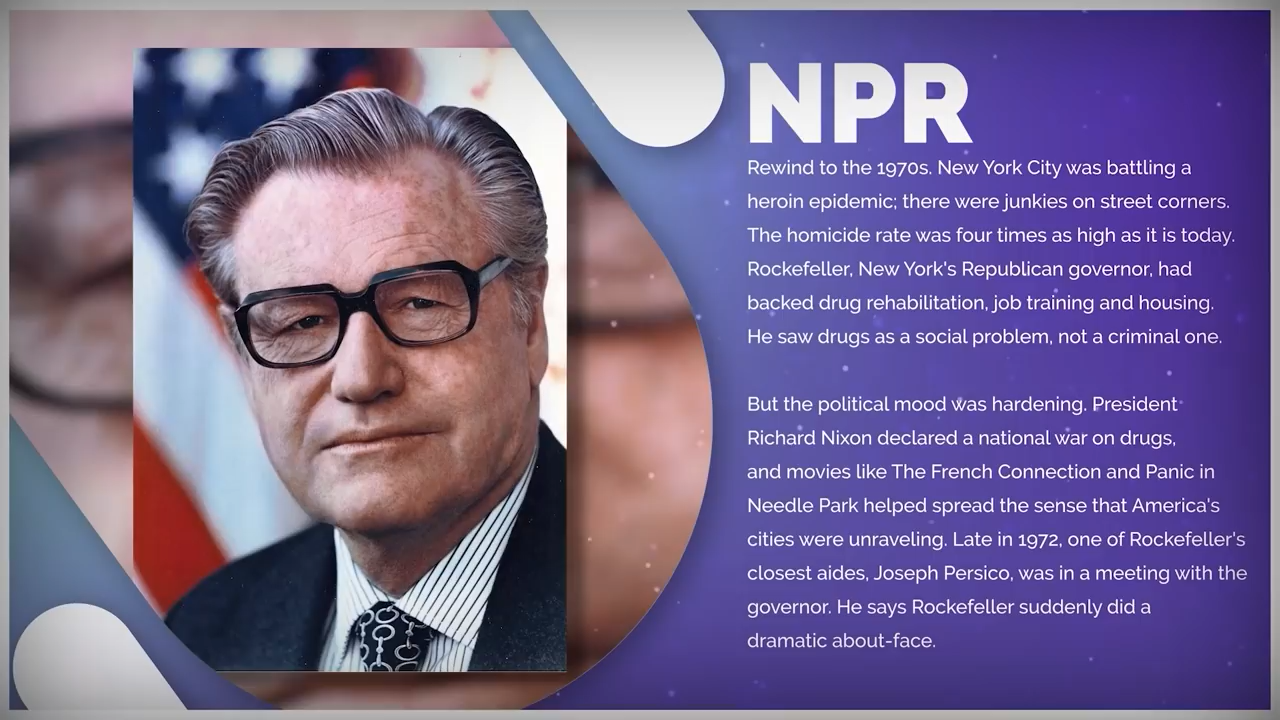 NPR
Rewind to the 1970s. New York City was battling a
heroin epidemic; there were junkies on street corners.
The homicide rate was four times as high as it is today.
Rockefeller, New York's Republican governor, had
backed drug rehabilitation, job training and housing.
He saw drugs as a social problem, not a criminal one.
But the political mood was hardening. President
Richard Nixon declared a national war on drugs,
and movies like The French Connection and Panic in
Needle Park helped spread the sense that America's
cities were unraveling. Late in 1972, one of Rockefeller's
closest aides, Joseph Persico, was in a meeting with the
governor. He says Rockefeller suddenly did a
dramatic about-face.